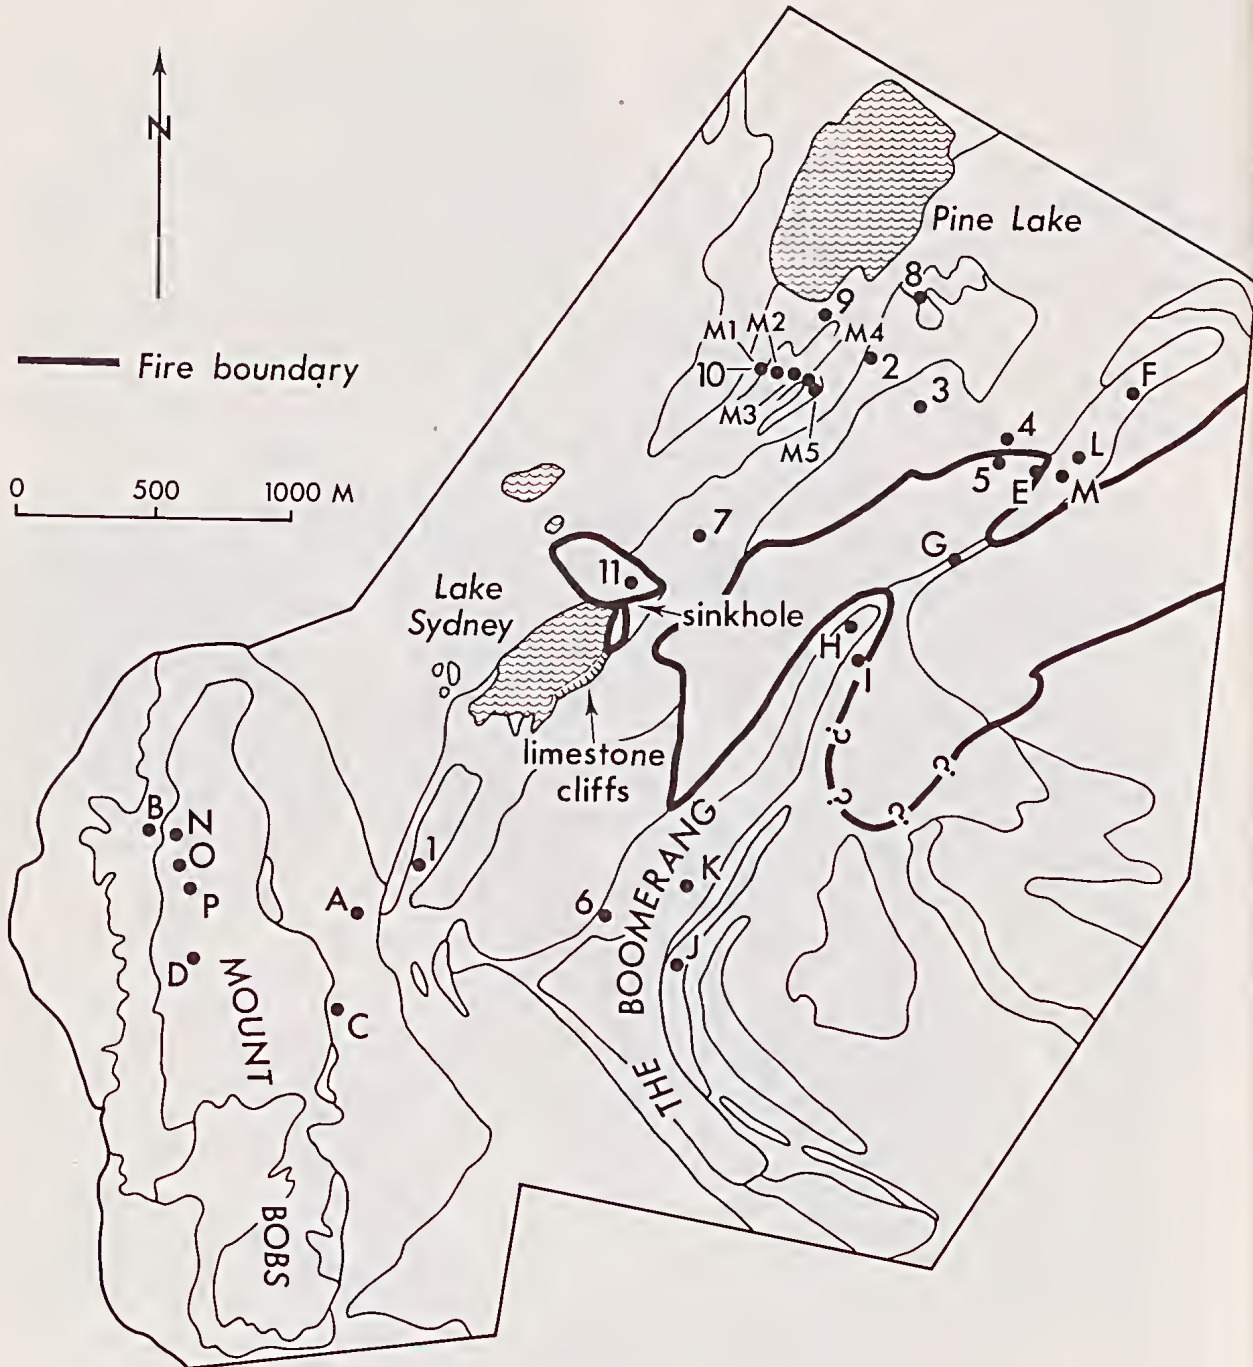 N
Pine Lake
8
9
M1
M2
M4
Fire boundary
10
2
F
M3
3
4
L
M5
5
E
M
0 500 1000 M
7
G
11
Lake
Sydney
sinkhole
H
I
limestone
cliffs
?
?
?
?
B
N
O
1
P
A
K
6
BOOMERANG
D
J
MOUNT
C
THE
BOBS